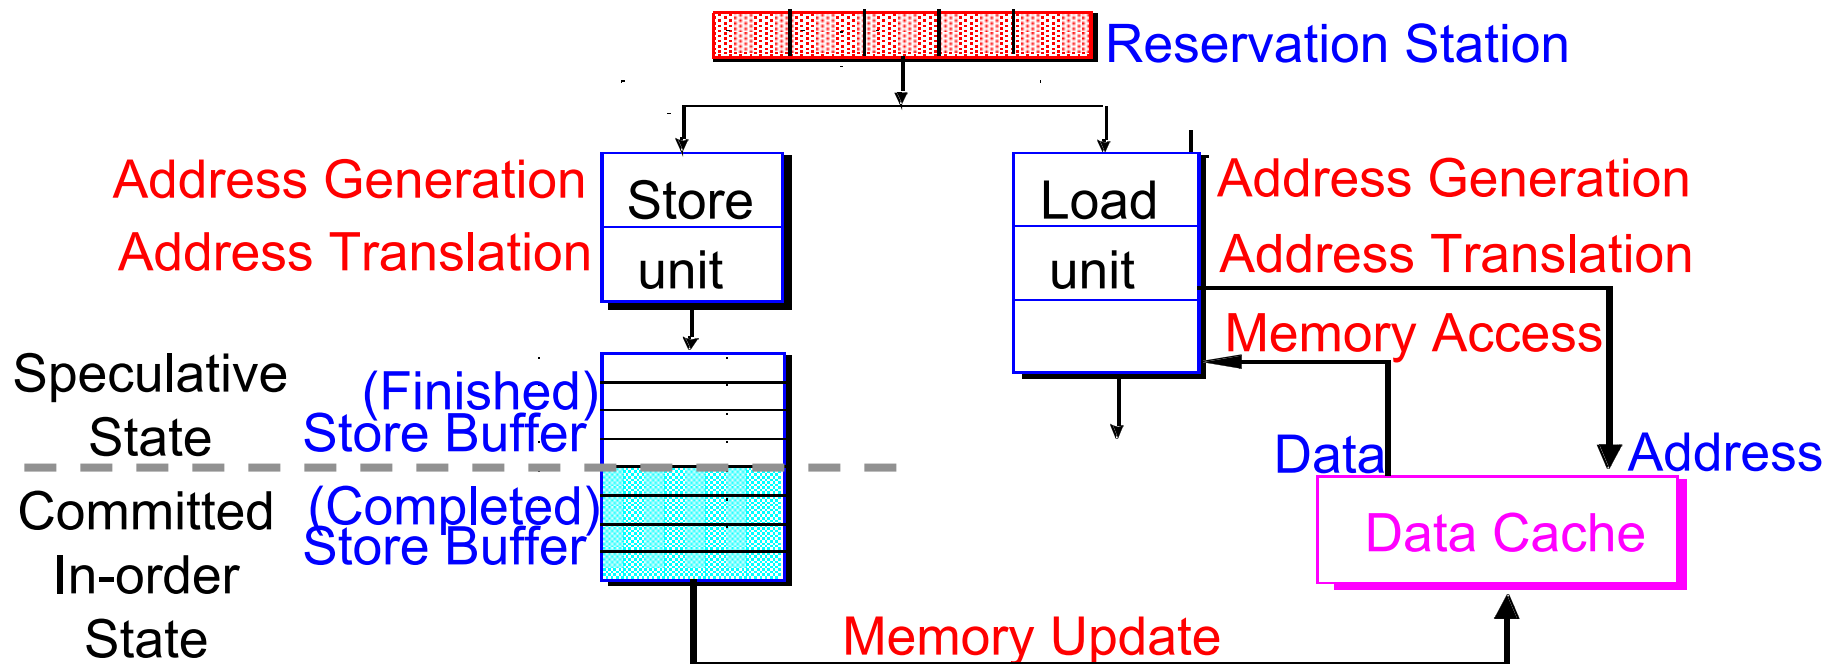 Reservation Station
Address Generation
Store
Load
Address Generation
Address Translation
unit
unit
Address Translation
Memory Access
Speculative
State
(Finished)
Store Buffer
Data
Address
Committed
In-order
State
(Completed)
Store Buffer
Data Cache
Memory Update